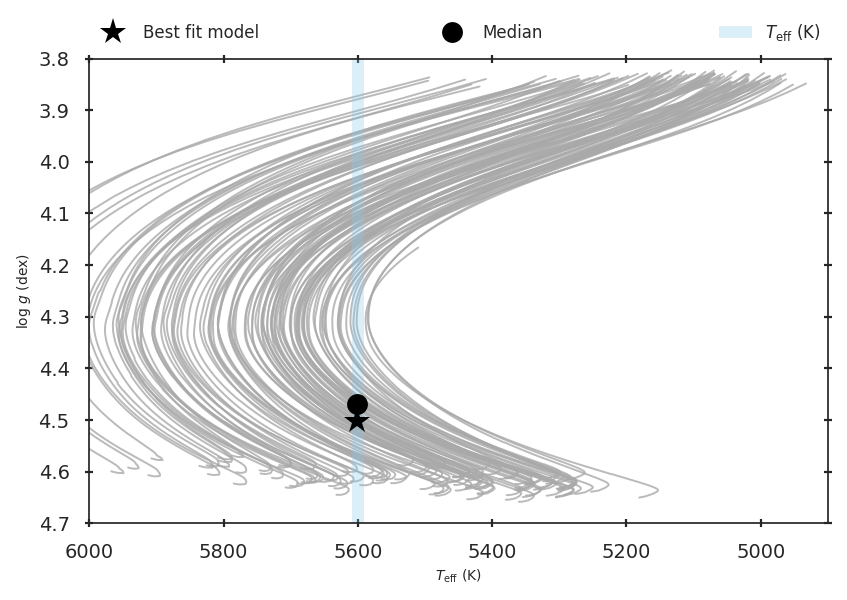 Best fit model Median T_eff (K)
3.8
3.9
4.0
4.1
4.2
4.3
4.4
4.5
4.6
4.7
log g (dex)
6000 5800 5600 5400 5200 5000
T_eff (K)